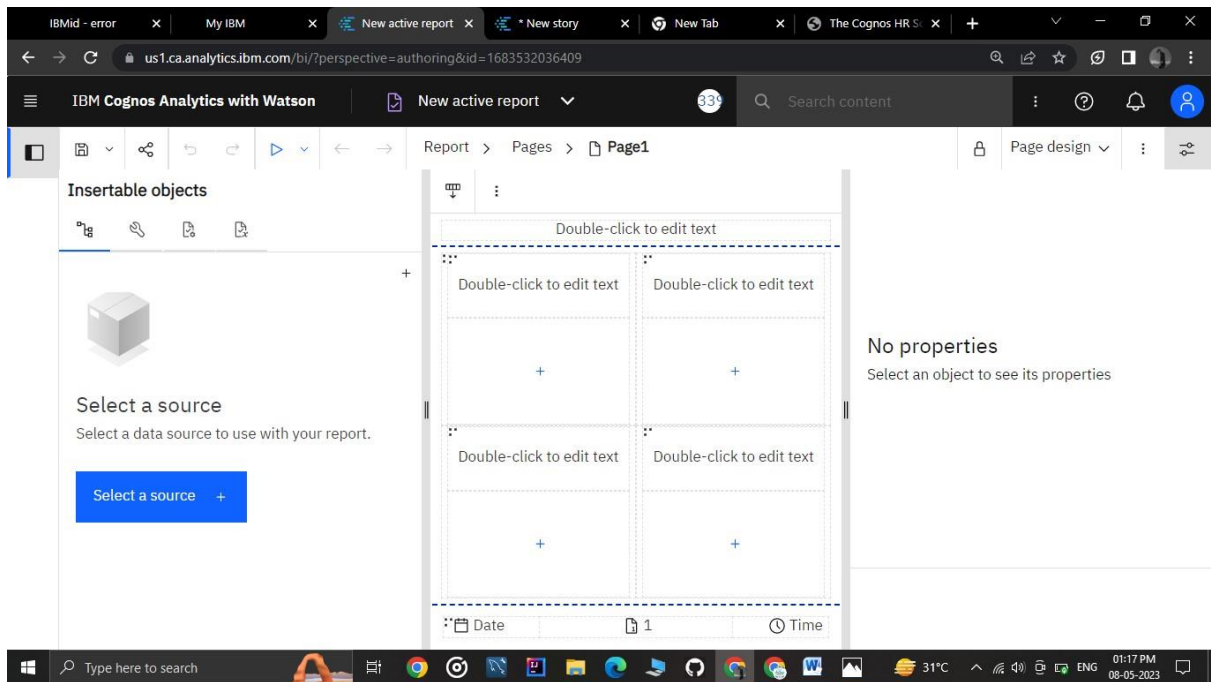 IBMid - error
My IBM
New active report
* New story
New Tab
The Cognos HR Sc
us1.ca.analytics.ibm.com/bi/?perspective=authoring&id=1683532036409
IBM Cognos Analytics with Watson
New active report
339
Search content
Report > Pages > Page1
Page design
Insertable objects
Double-click to edit text
Double-click to edit text
Double-click to edit text
Select a source
Select a data source to use with your report.
Select a source +
No properties
Select an object to see its properties
Double-click to edit text
Double-click to edit text
Date
1
Time
Type here to search
31°C
ENG
01:17 PM
08-05-2023